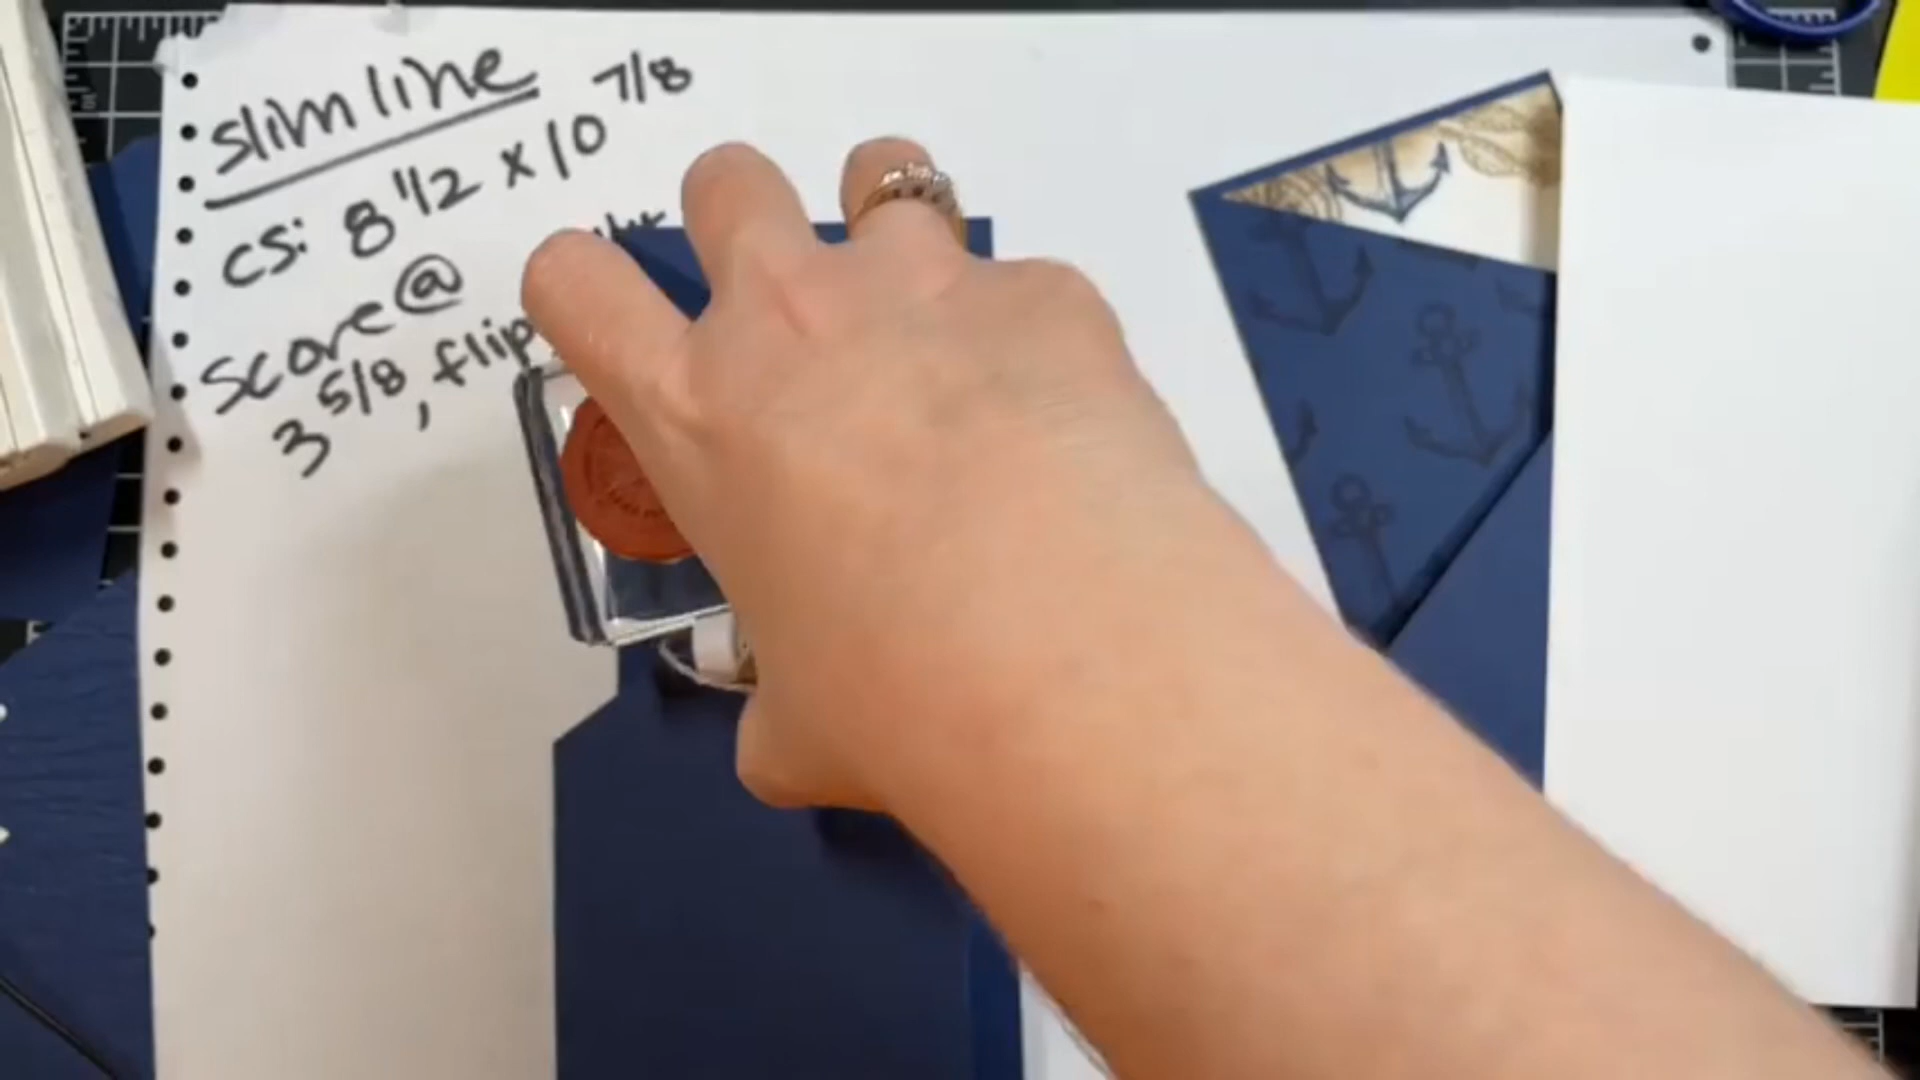 slimline
cs: 8 1/2 x 10 7/8
Score @
3 5/8, flip